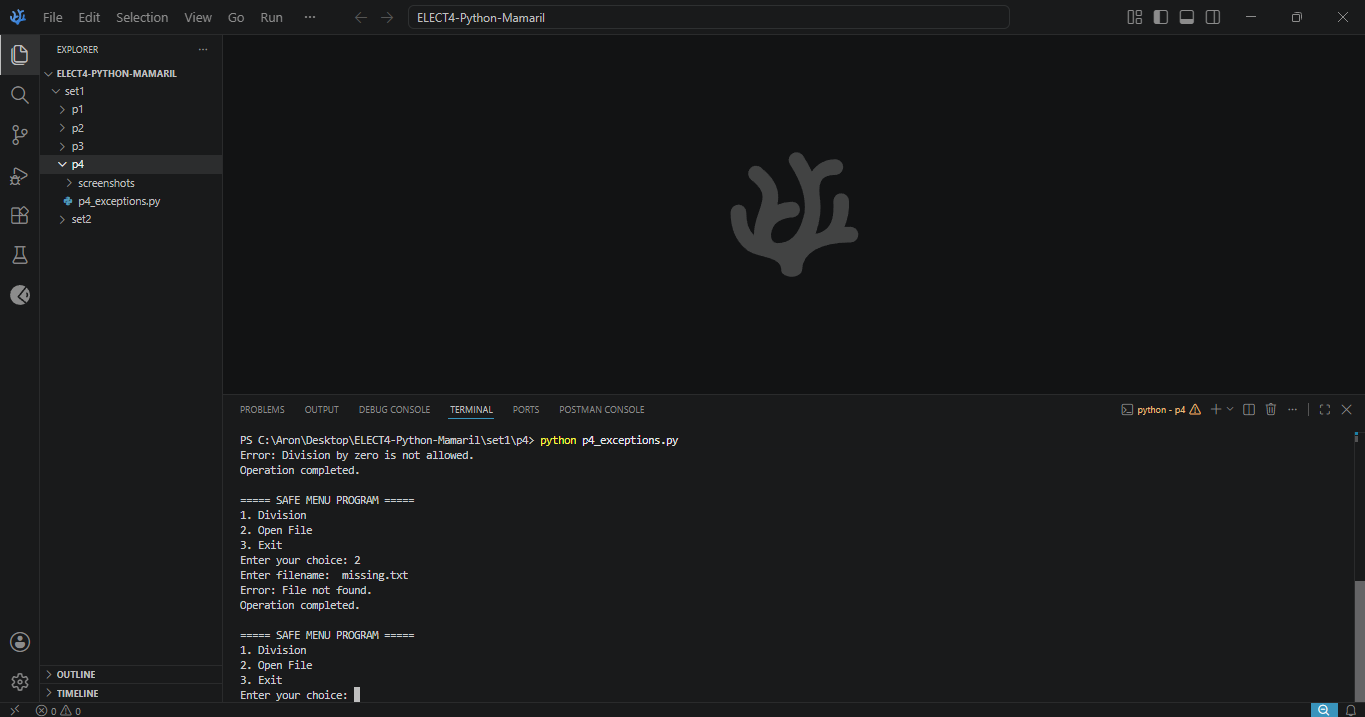 File Edit Selection View Go Run ···
ELECT4-Python-Mamaril
EXPLORER
ELECT4-PYTHON-MAMARIL
set1
p1
p2
p3
p4
screenshots
p4_exceptions.py
set2
OUTLINE
TIMELINE
PROBLEMS OUTPUT DEBUG CONSOLE TERMINAL PORTS POSTMAN CONSOLE
python - p4
PS C:\Aron\Desktop\ELECT4-Python-Mamaril\set1\p4> python p4_exceptions.py
Error: Division by zero is not allowed.
Operation completed.
===== SAFE MENU PROGRAM =====
1. Division
2. Open File
3. Exit
Enter your choice: 2
Enter filename:  missing.txt
Error: File not found.
Operation completed.
===== SAFE MENU PROGRAM =====
1. Division
2. Open File
3. Exit
Enter your choice:
0 0